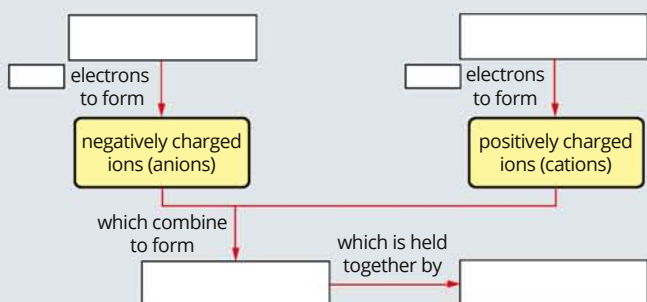 electrons
to form
electrons
to form
negatively charged
ions (anions)
positively charged
ions (cations)
which combine
to form
which is held
together by